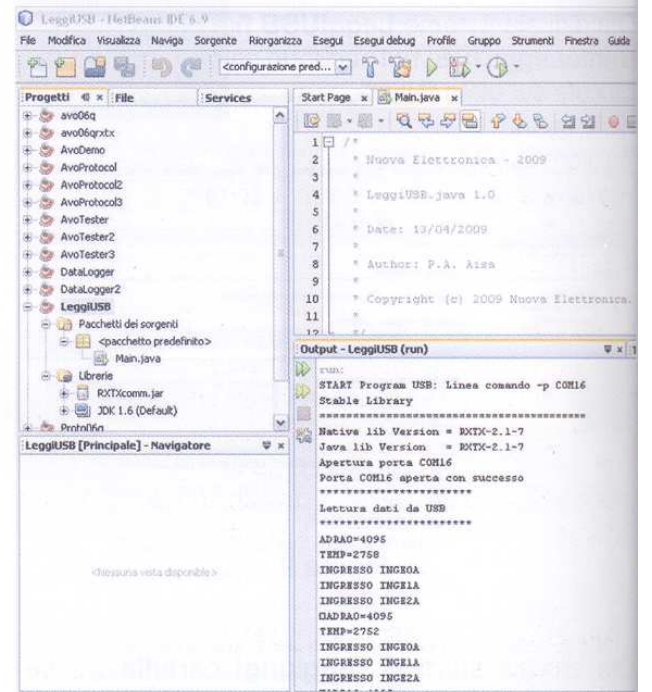 LeggiUSB - NetBeans IDE 6.9
File Modifica Visualizza Naviga Sorgente Riorganizza Esegui Esegui debug Profile Gruppo Strumenti Finestra Guida
<configurazione pred...
Progetti File Services
avo06q
avo06qrxtx
AvoDemo
AvoProtocol
AvoProtocol2
AvoProtocol3
AvoTester
AvoTester2
AvoTester3
DataLogger
DataLogger2
LeggiUSB
Pacchetti dei sorgenti
<pacchetto predefinito>
Main.java
Librerie
RXTXcomm.jar
JDK 1.6 (Default)
Proto06q
LeggiUSB [Principale] - Navigatore
<Nessuna vista disponibile>
Start Page Main.java
1 /*
2 * Nuova Elettronica - 2009
3 *
4 * LeggiUSB.java 1.0
5 *
6 * Date: 13/04/2009
7 *
8 * Author: P.A. Aisa
9 *
10 * Copyright (c) 2009 Nuova Elettronica.
11 *
12 */
Output - LeggiUSB (run)
run:
START Program USB: Linea comando -p COM16
Stable Library
=========================================
Native lib Version = RXTX-2.1-7
Java lib Version = RXTX-2.1-7
Apertura porta COM16
Porta COM16 aperta con successo
***********************
Lettura dati da USB
***********************
ADRA0=4095
TEMP=2758
INGRESSO INGE0A
INGRESSO INGE1A
INGRESSO INGE2A
□ADRA0=4095
TEMP=2752
INGRESSO INGE0A
INGRESSO INGE1A
INGRESSO INGE2A